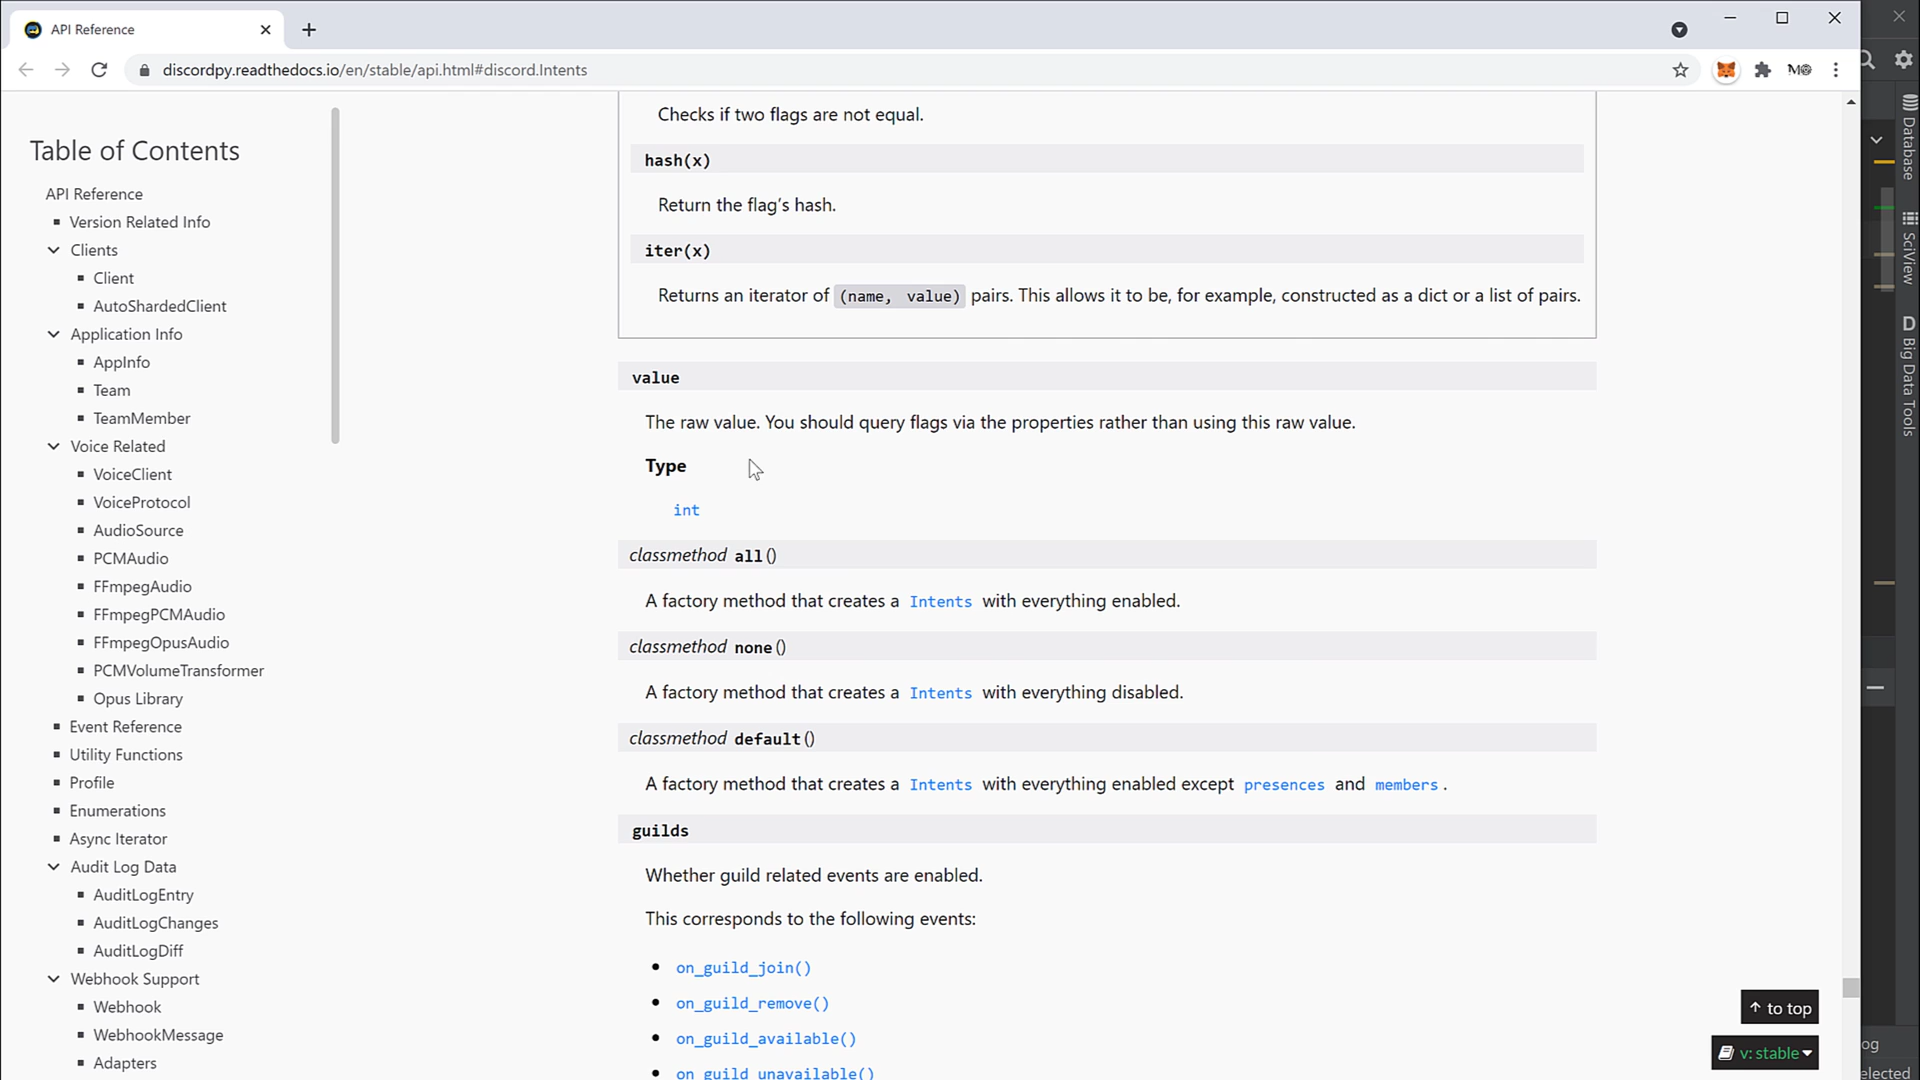 API Reference
discordpy.readthedocs.io/en/stable/api.html#discord.Intents
Table of Contents
API Reference
Version Related Info
Clients
Client
AutoShardedClient
Application Info
AppInfo
Team
TeamMember
Voice Related
VoiceClient
VoiceProtocol
AudioSource
PCMAudio
FFmpegAudio
FFmpegPCMAudio
FFmpegOpusAudio
PCMVolumeTransformer
Opus Library
Event Reference
Utility Functions
Profile
Enumerations
Async Iterator
Audit Log Data
AuditLogEntry
AuditLogChanges
AuditLogDiff
Webhook Support
Webhook
WebhookMessage
Adapters
Checks if two flags are not equal.
hash(x)
Return the flag’s hash.
iter(x)
Returns an iterator of (name, value) pairs. This allows it to be, for example, constructed as a dict or a list of pairs.
value
The raw value. You should query flags via the properties rather than using this raw value.
Type
int
classmethod all()
A factory method that creates a Intents with everything enabled.
classmethod none()
A factory method that creates a Intents with everything disabled.
classmethod default()
A factory method that creates a Intents with everything enabled except presences and members.
guilds
Whether guild related events are enabled.
This corresponds to the following events:
on_guild_join()
on_guild_remove()
on_guild_available()
on_guild_unavailable()
↑ to top
v: stable
Database
SciView
D Big Data Tools
og
elected